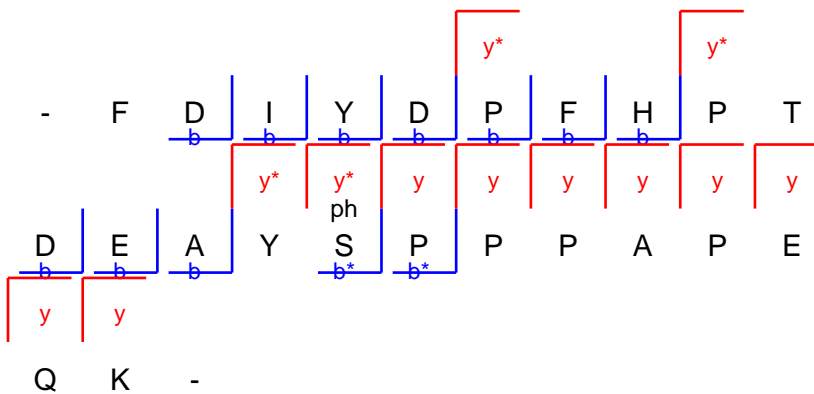 y* y*
- F D I Y D P F H P T
b b b b b b b
y* y* y y y y y y
ph
D E A Y S P P P A P E
b b b b* b*
y y
Q K -